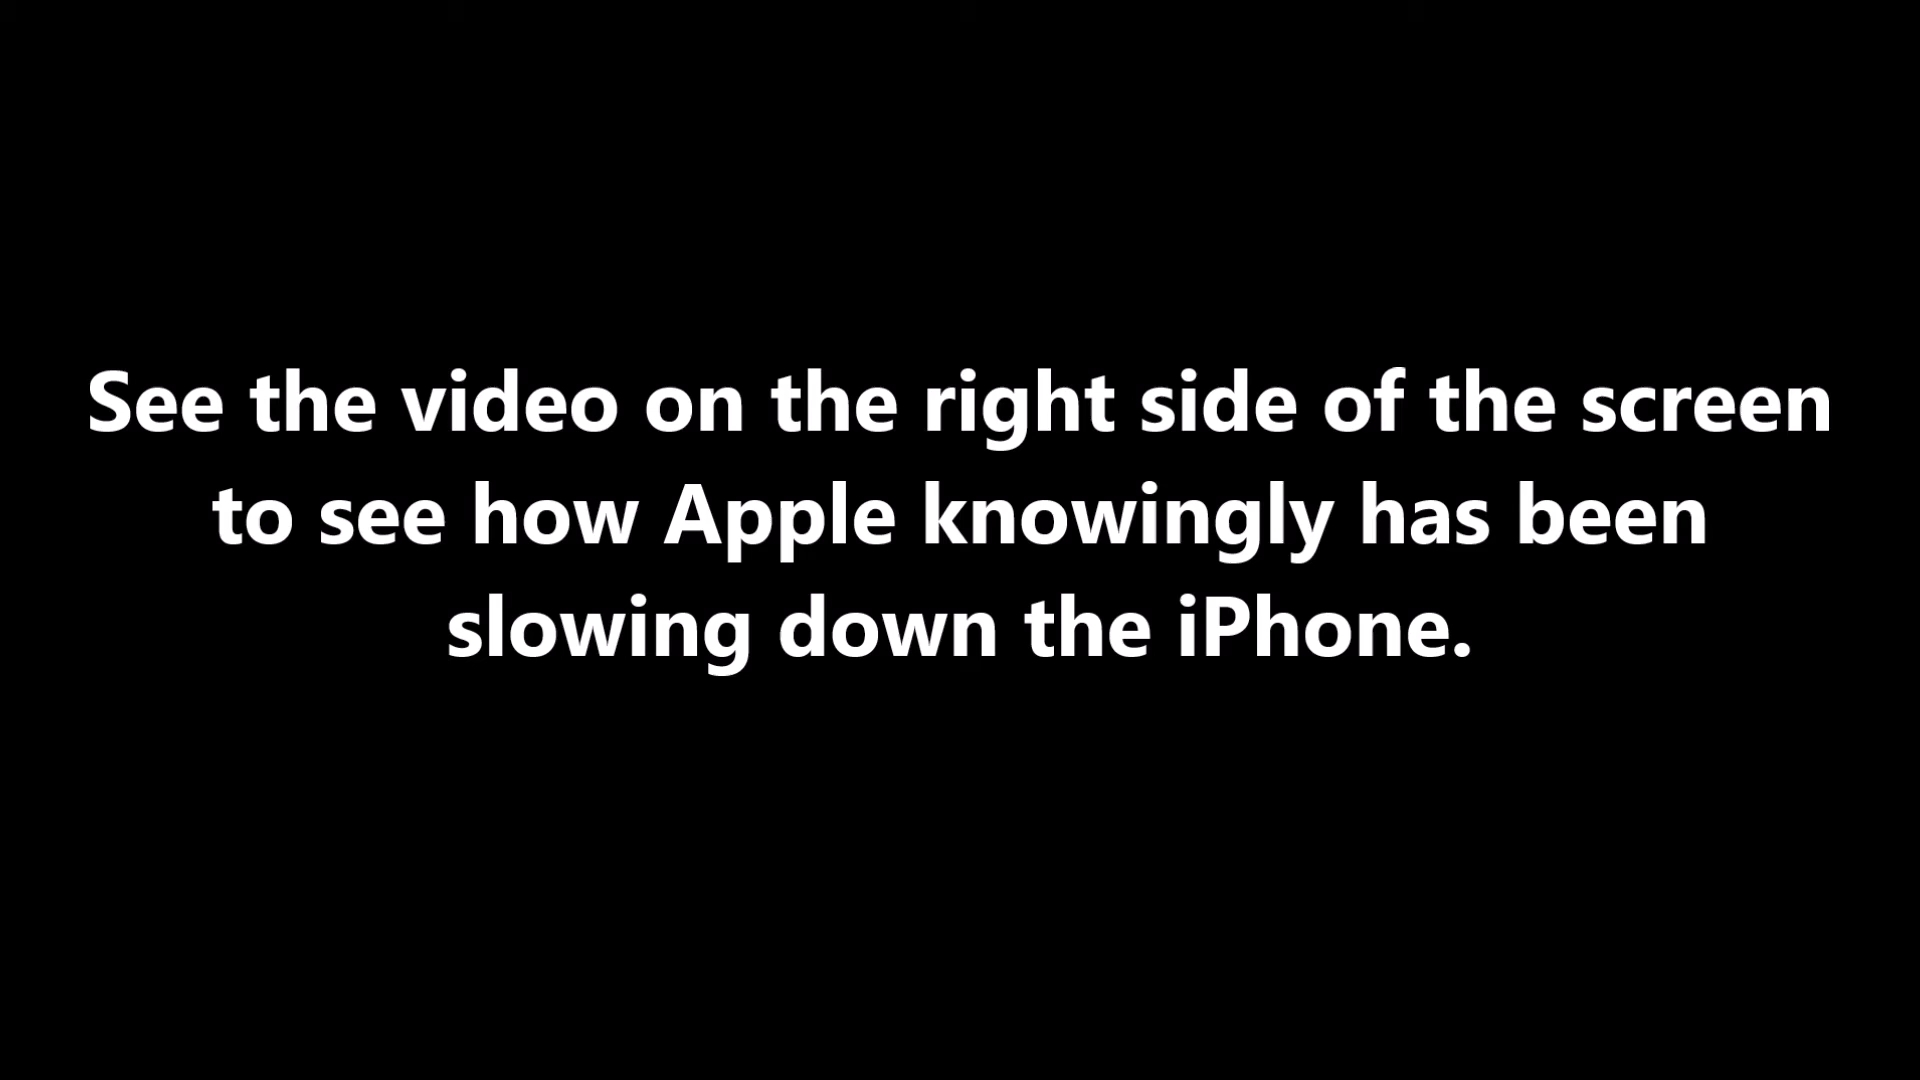 See the video on the right side of the screen
to see how Apple knowingly has been
slowing down the iPhone.